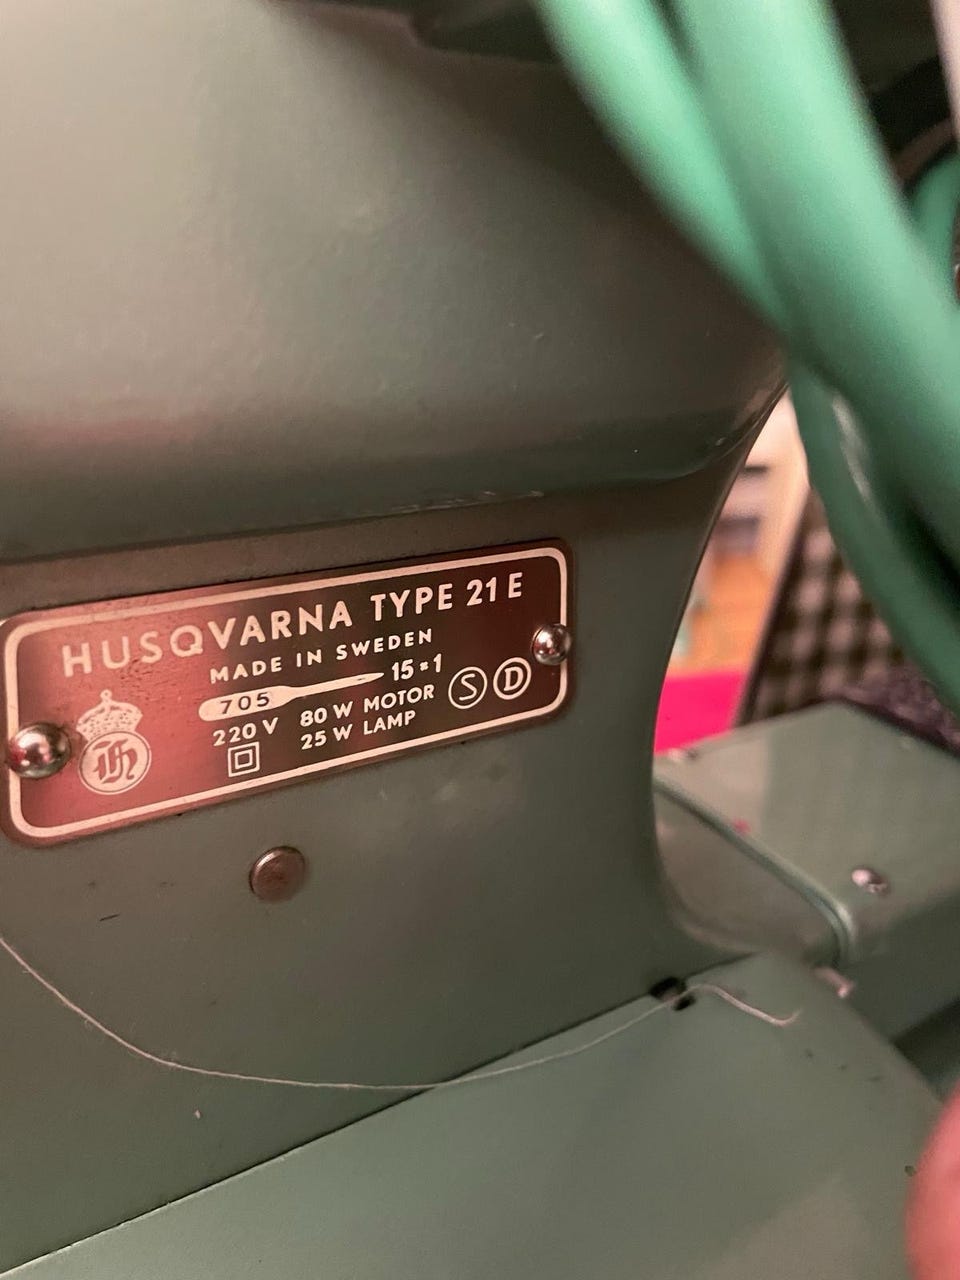 HUSQVARNA TYPE 21 E
MADE IN SWEDEN
705 15×1
220 V 80 W MOTOR
25 W LAMP
S D
H